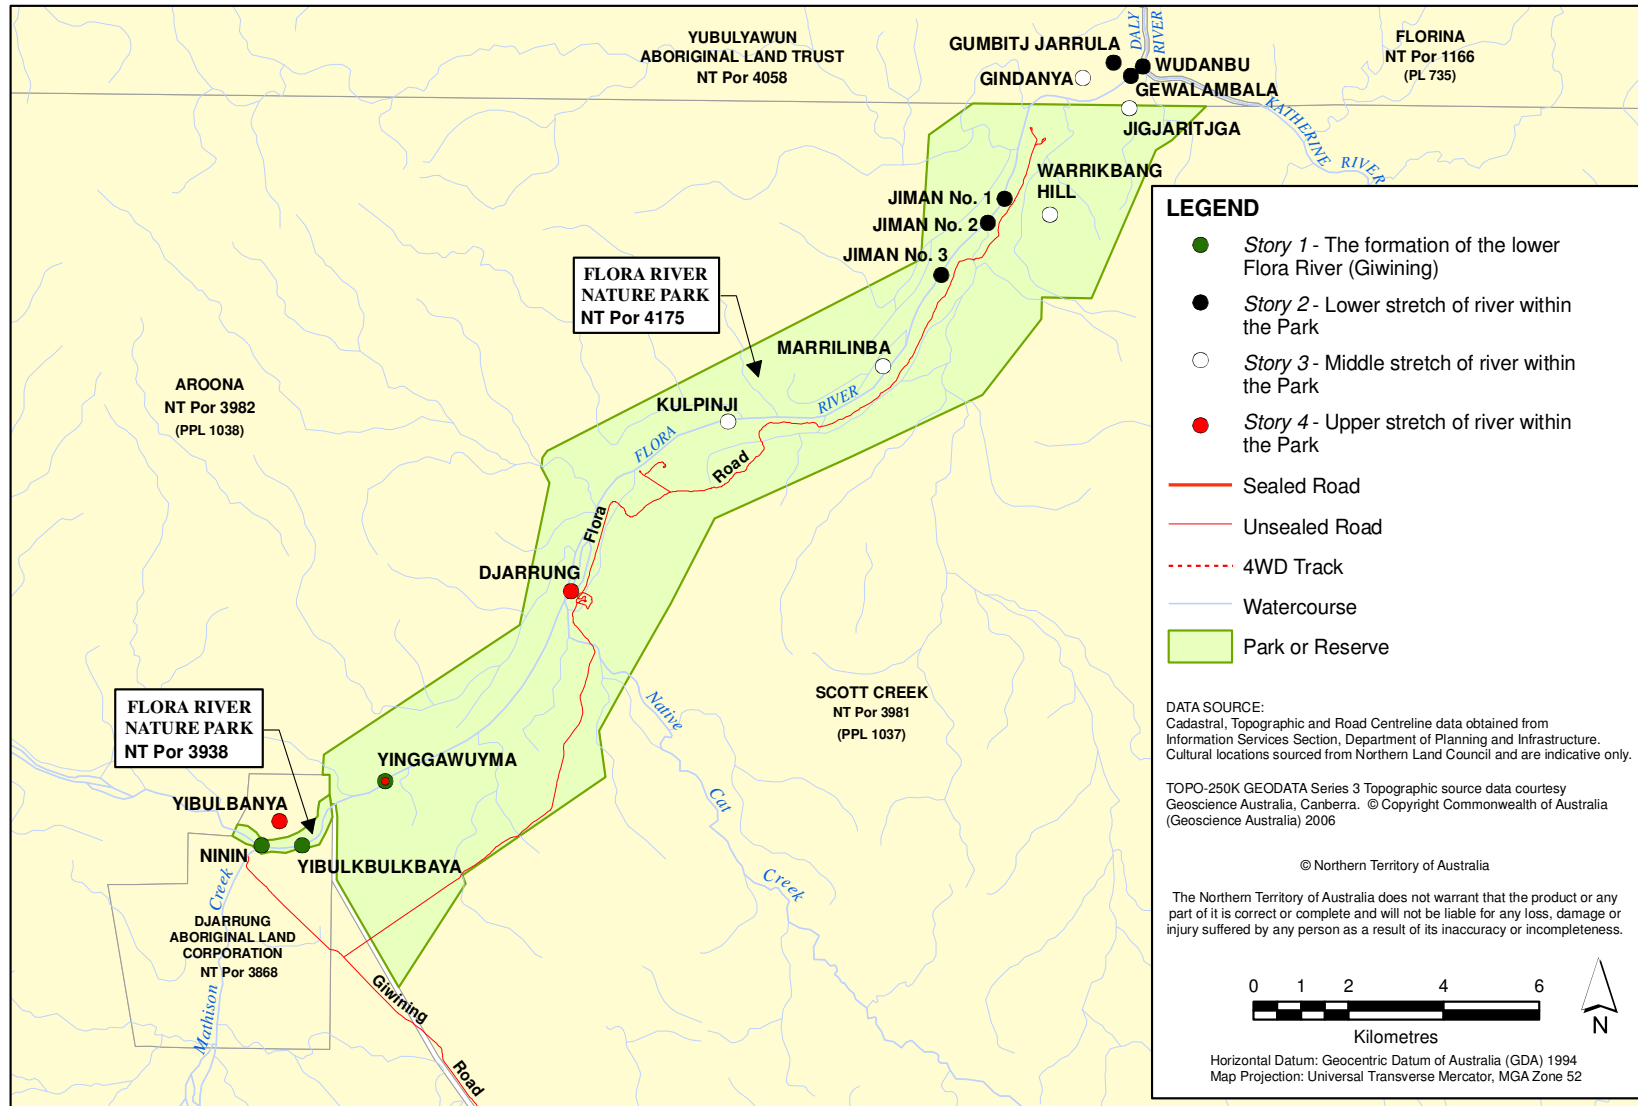 YUBULYAWUN
ABORIGINAL LAND TRUST
NT Por 4058
GUMBITJ JARRULA
DALY
RIVER
WUDANBU
GINDANYA
GEWALAMBALA
JIGJARITJGA
FLORINA
NT Por 1166
(PL 735)
KATHERINE RIVER
WARRIKBANG
HILL
JIMAN No. 1
JIMAN No. 2
JIMAN No. 3
FLORA RIVER
NATURE PARK
NT Por 4175
MARRILINBA
AROONA
NT Por 3982
(PPL 1038)
KULPINJI
FLORA
RIVER
Flora
Road
DJARRUNG
SCOTT CREEK
NT Por 3981
(PPL 1037)
Native
Cat
Creek
FLORA RIVER
NATURE PARK
NT Por 3938
YINGGAWUYMA
YIBULBANYA
NININ
YIBULKBULKBAYA
Mathison
Creek
DJARRUNG
ABORIGINAL LAND
CORPORATION
NT Por 3868
Giwining
Road
LEGEND
Story 1 - The formation of the lower
Flora River (Giwining)
Story 2 - Lower stretch of river within
the Park
Story 3 - Middle stretch of river within
the Park
Story 4 - Upper stretch of river within
the Park
Sealed Road
Unsealed Road
4WD Track
Watercourse
Park or Reserve
DATA SOURCE:
Cadastral, Topographic and Road Centreline data obtained from
Information Services Section, Department of Planning and Infrastructure.
Cultural locations sourced from Northern Land Council and are indicative only.
TOPO-250K GEODATA Series 3 Topographic source data courtesy
Geoscience Australia, Canberra. © Copyright Commonwealth of Australia
(Geoscience Australia) 2006
© Northern Territory of Australia
The Northern Territory of Australia does not warrant that the product or any
part of it is correct or complete and will not be liable for any loss, damage or
injury suffered by any person as a result of its inaccuracy or incompleteness.
0 1 2 4 6
Kilometres
N
Horizontal Datum: Geocentric Datum of Australia (GDA) 1994
Map Projection: Universal Transverse Mercator, MGA Zone 52